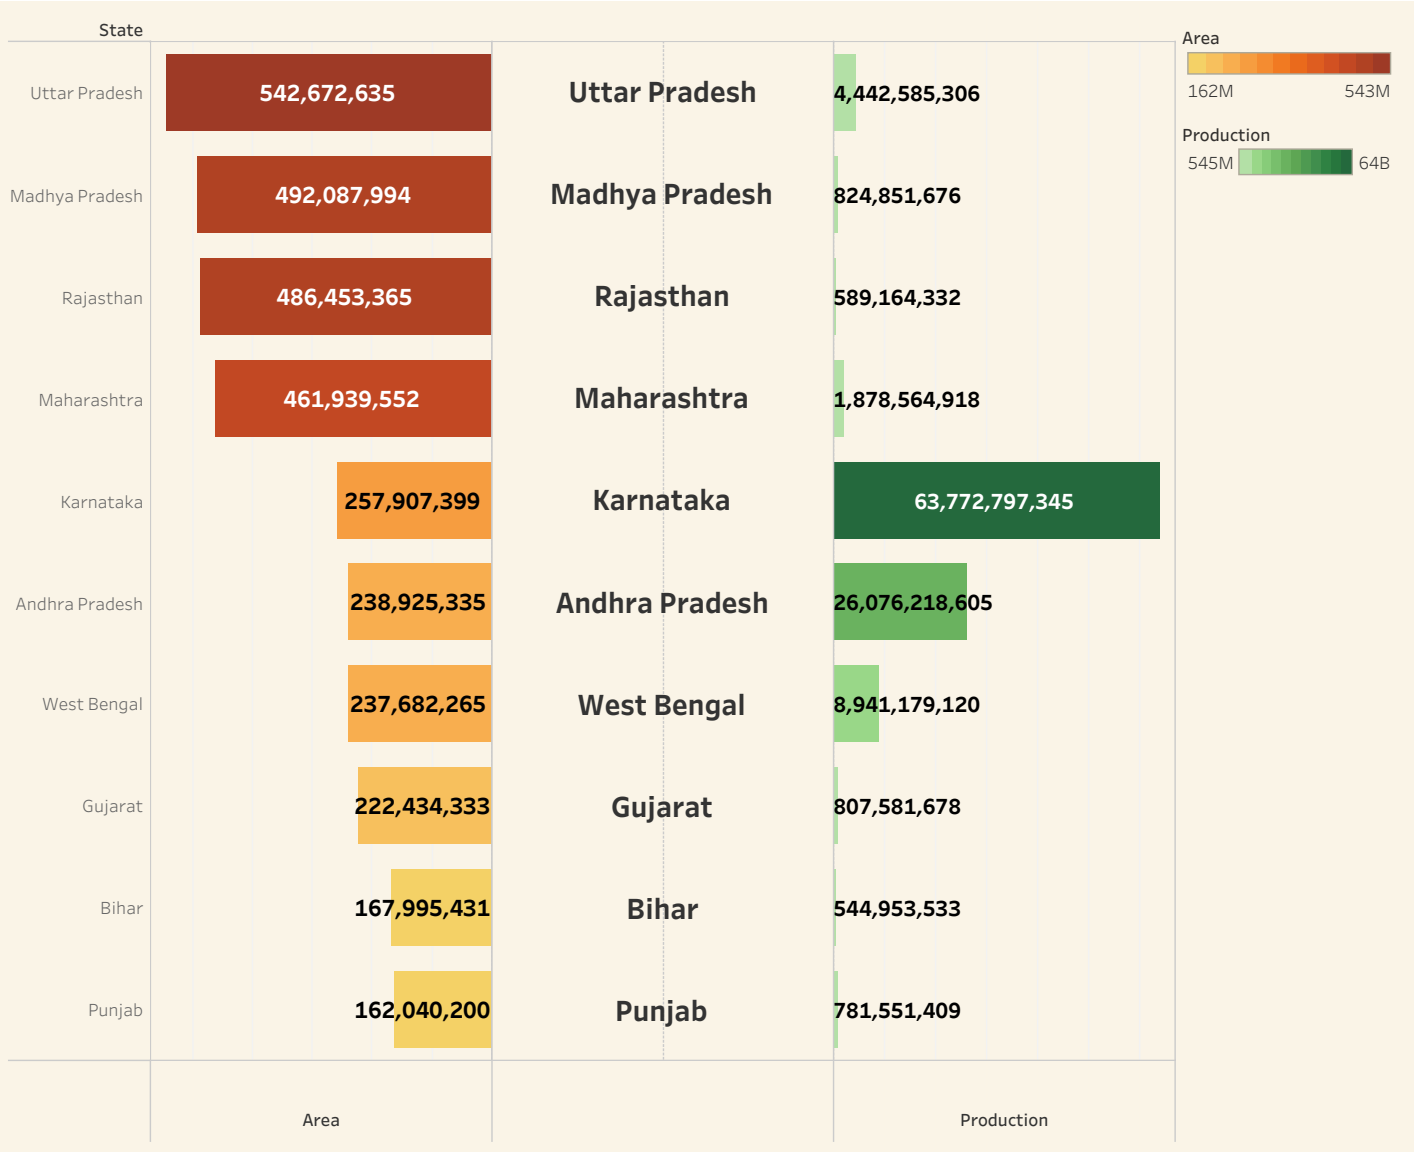 State
Uttar Pradesh 542,672,635 Uttar Pradesh 4,442,585,306
Madhya Pradesh 492,087,994 Madhya Pradesh 824,851,676
Rajasthan 486,453,365 Rajasthan 589,164,332
Maharashtra 461,939,552 Maharashtra 1,878,564,918
Karnataka 257,907,399 Karnataka 63,772,797,345
Andhra Pradesh 238,925,335 Andhra Pradesh 26,076,218,605
West Bengal 237,682,265 West Bengal 8,941,179,120
Gujarat 222,434,333 Gujarat 807,581,678
Bihar 167,995,431 Bihar 544,953,533
Punjab 162,040,200 Punjab 781,551,409
Area Production
Area
162M 543M
Production
545M 64B